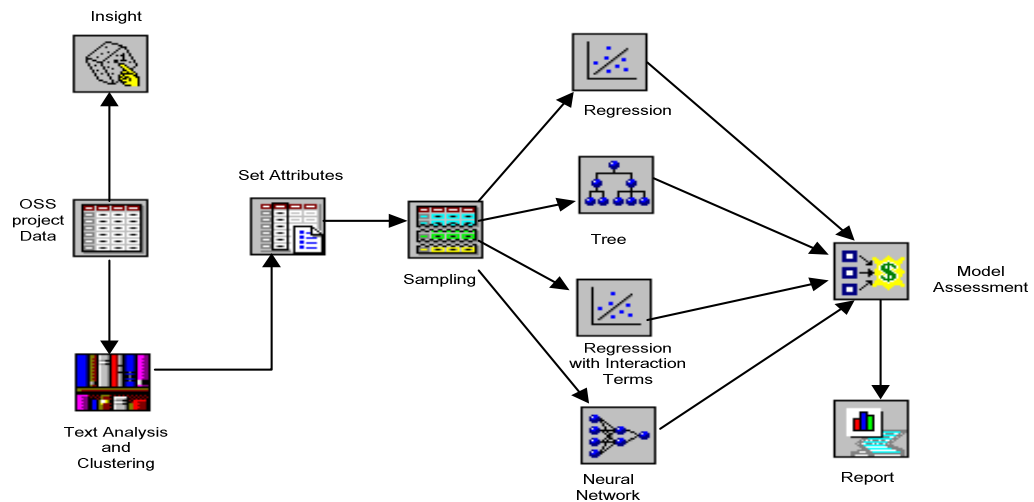 Insight
OSS
project
Data
Text Analysis
and
Clustering
Set Attributes
Sampling
Regression
Tree
Regression
with Interaction
Terms
Neural
Network
$
Model
Assessment
Report